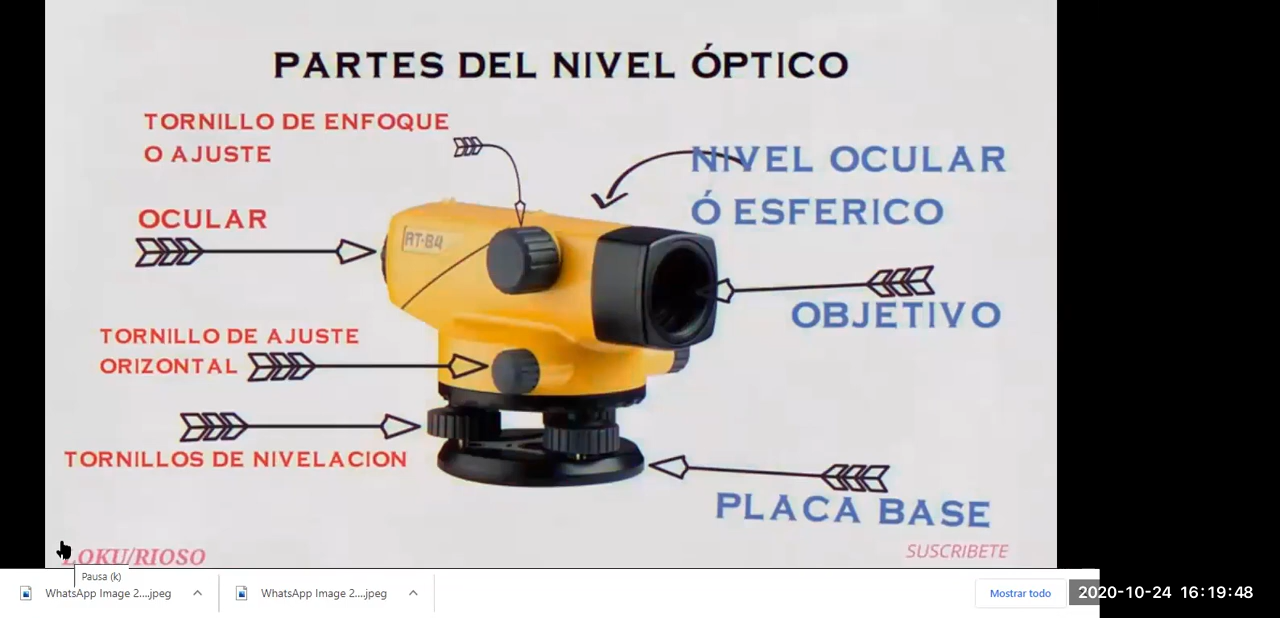 PARTES DEL NIVEL ÓPTICO
TORNILLO DE ENFOQUE
O AJUSTE
NIVEL OCULAR
Ó ESFERICO
OCULAR
RT-84
OBJETIVO
TORNILLO DE AJUSTE
ORIZONTAL
TORNILLOS DE NIVELACION
PLACA BASE
LOKU/RIOSO
SUSCRIBETE
Pausa (k)
WhatsApp Image 2....jpeg
WhatsApp Image 2....jpeg
Mostrar todo
2020-10-24 16:19:48